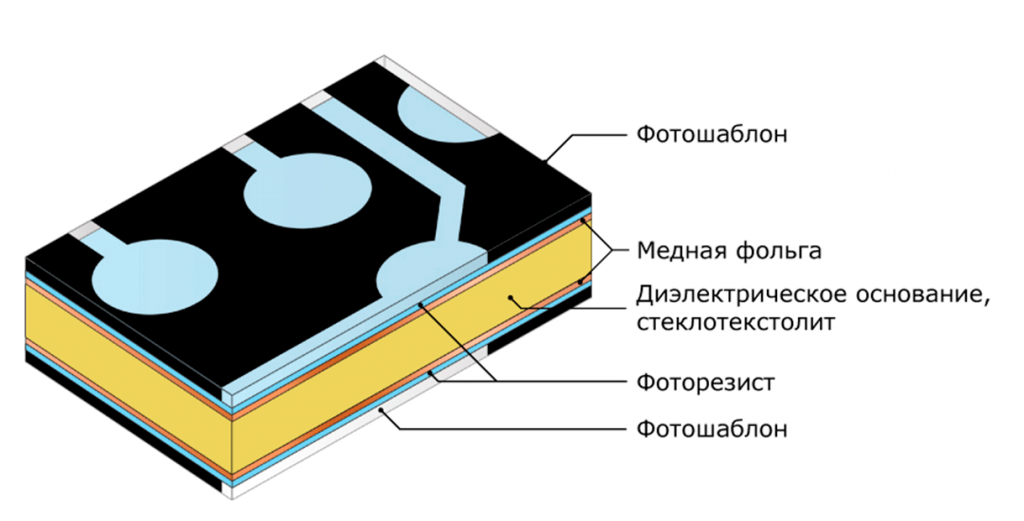 Фотошаблон
Медная фольга
Диэлектрическое основание,
стеклотекстолит
Фоторезист
Фотошаблон